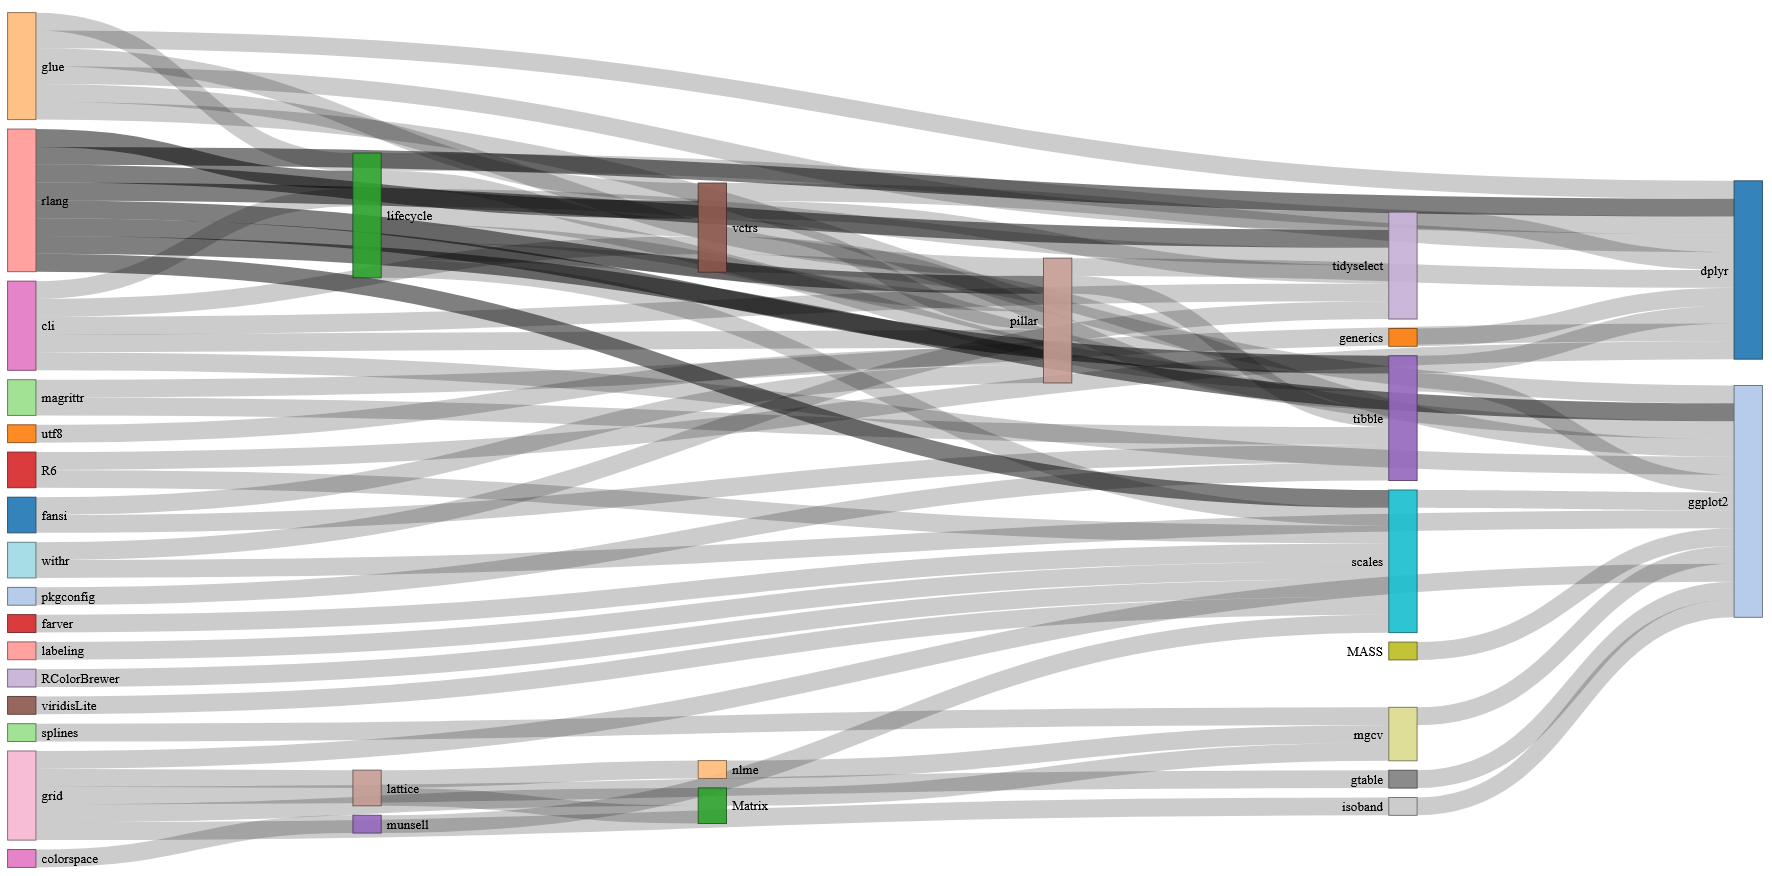 glue
rlang
cli
magrittr
utf8
R6
fansi
withr
pkgconfig
farver
labeling
RColorBrewer
viridisLite
splines
grid
colorspace
lifecycle
lattice
munsell
vctrs
nlme
Matrix
pillar
tidyselect
generics
tibble
scales
MASS
mgcv
gtable
isoband
dplyr
ggplot2